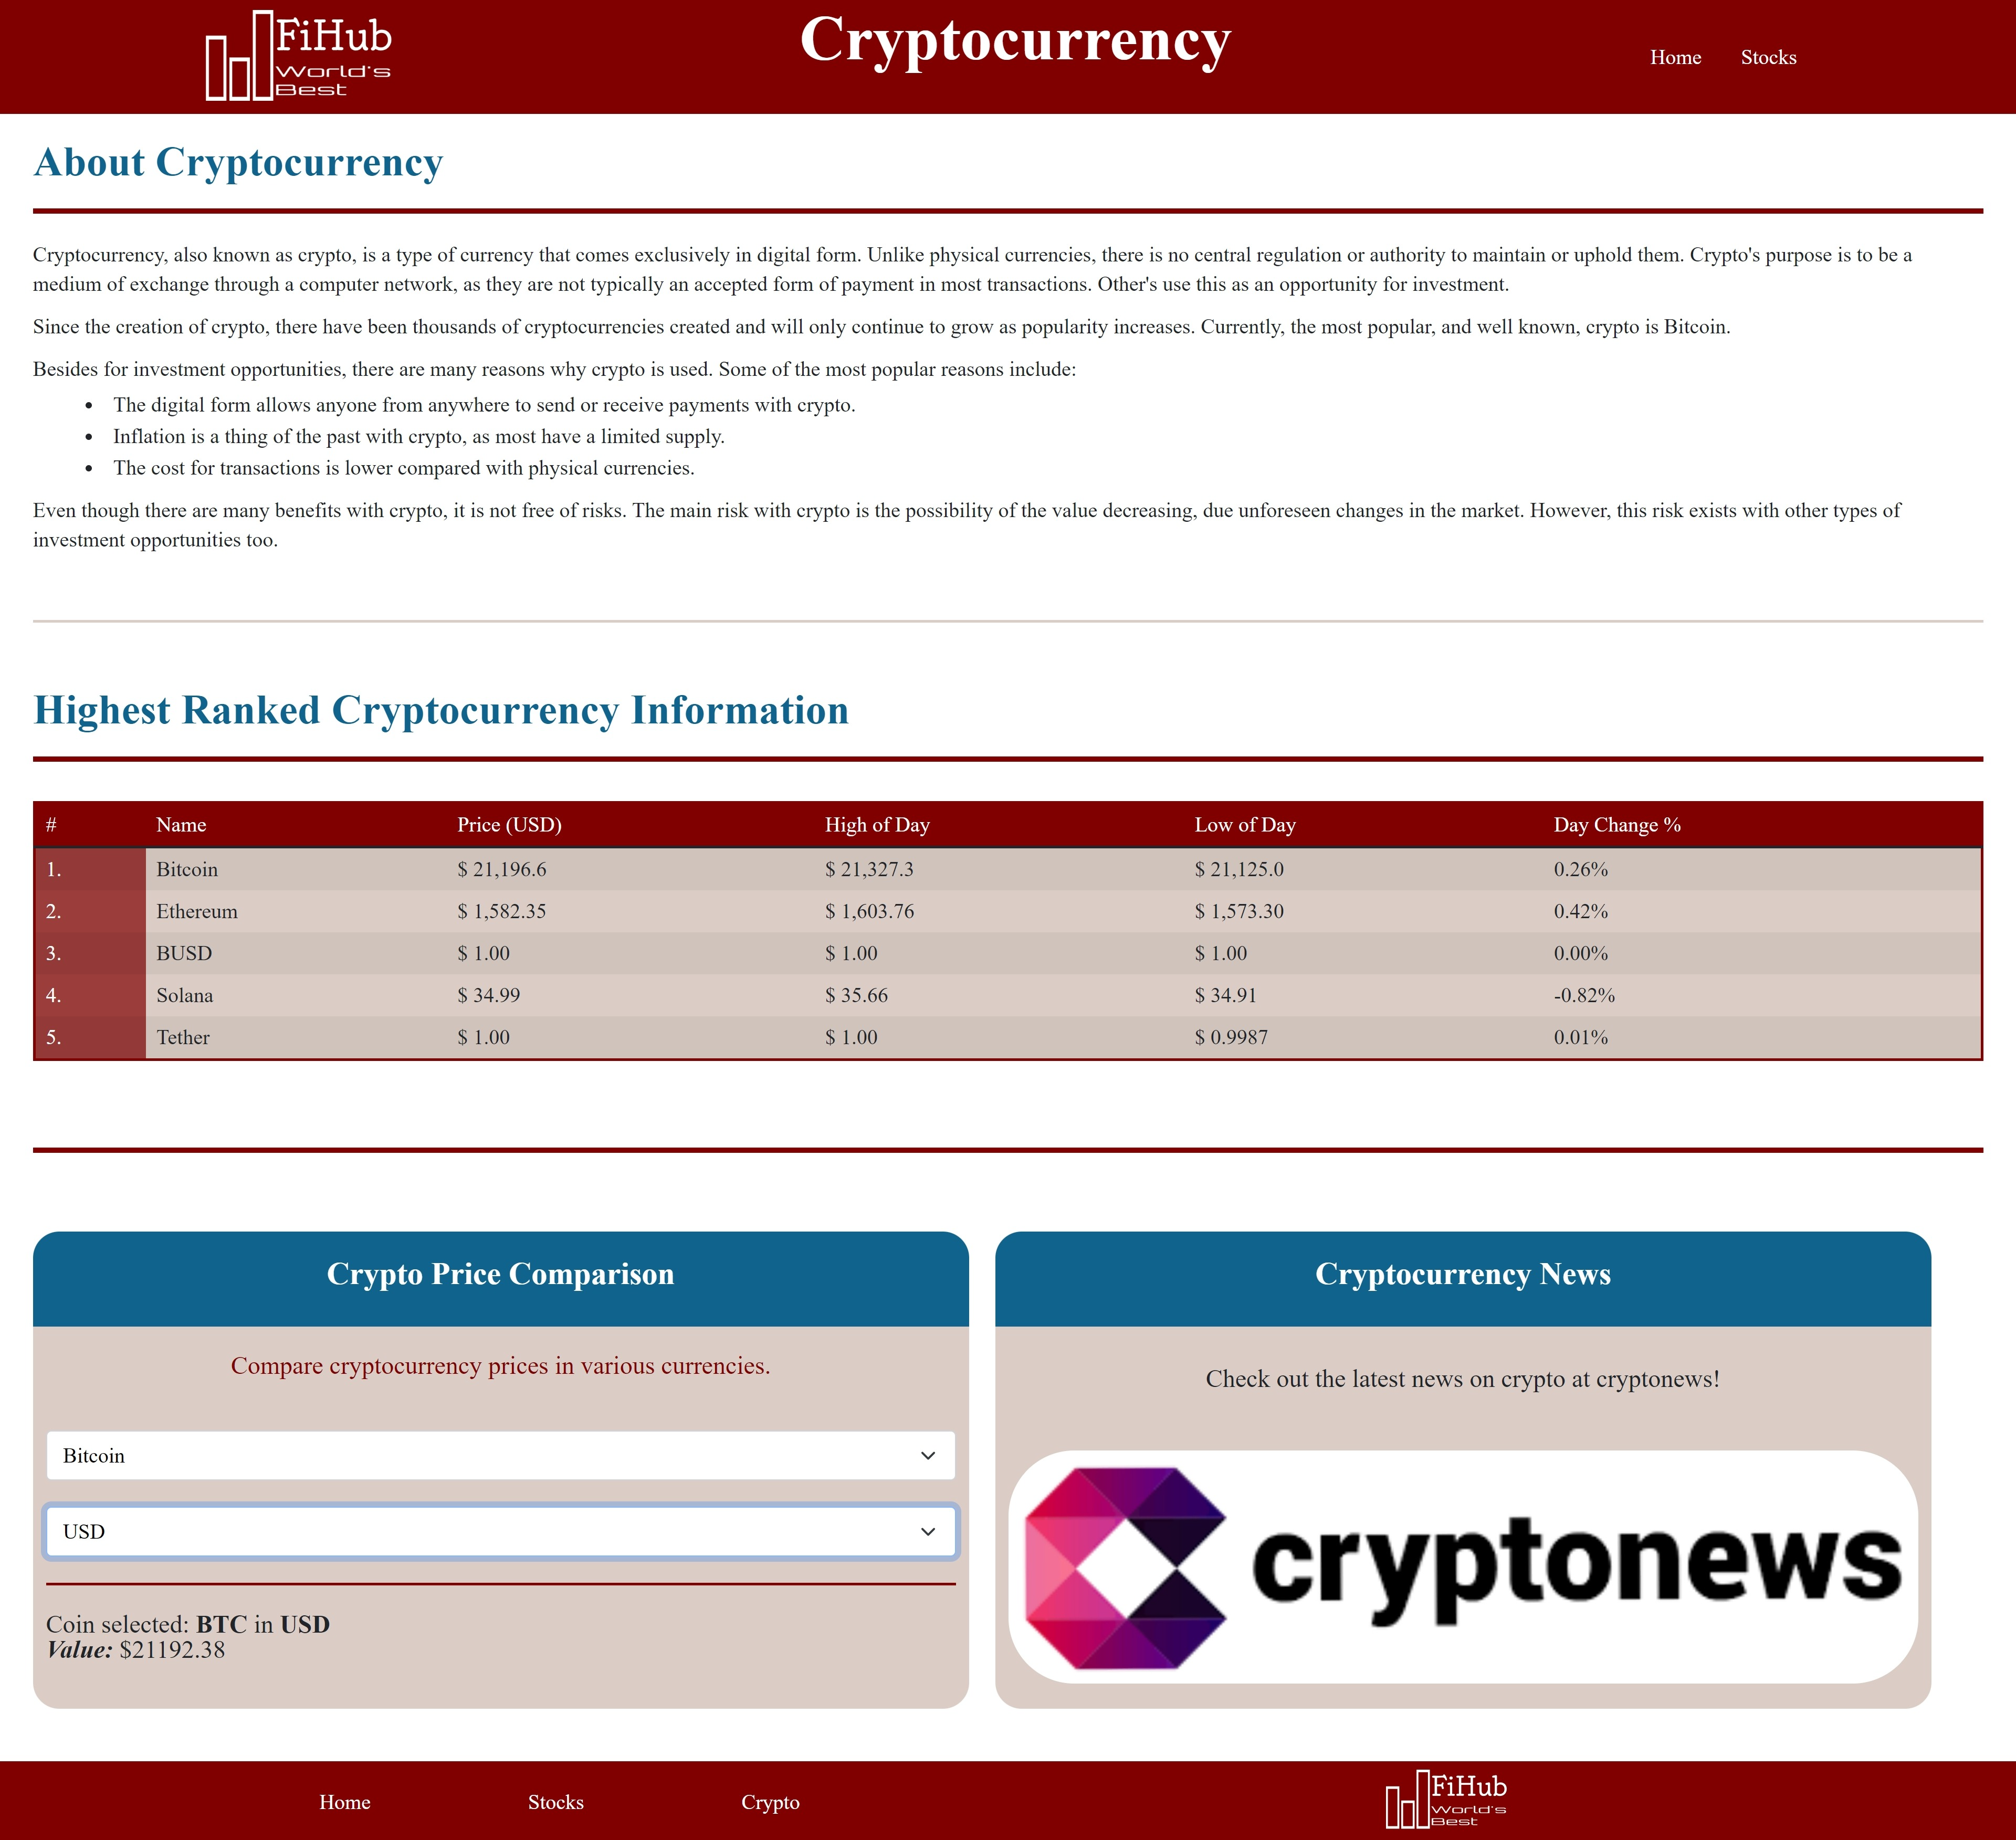 FiHub
World's
Best
Cryptocurrency
Home Stocks
About Cryptocurrency
Cryptocurrency, also known as crypto, is a type of currency that comes exclusively in digital form. Unlike physical currencies, there is no central regulation or authority to maintain or uphold them. Crypto's purpose is to be a
medium of exchange through a computer network, as they are not typically an accepted form of payment in most transactions. Other's use this as an opportunity for investment.
Since the creation of crypto, there have been thousands of cryptocurrencies created and will only continue to grow as popularity increases. Currently, the most popular, and well known, crypto is Bitcoin.
Besides for investment opportunities, there are many reasons why crypto is used. Some of the most popular reasons include:
• The digital form allows anyone from anywhere to send or receive payments with crypto.
• Inflation is a thing of the past with crypto, as most have a limited supply.
• The cost for transactions is lower compared with physical currencies.
Even though there are many benefits with crypto, it is not free of risks. The main risk with crypto is the possibility of the value decreasing, due unforeseen changes in the market. However, this risk exists with other types of
investment opportunities too.
Highest Ranked Cryptocurrency Information
# Name Price (USD) High of Day Low of Day Day Change %
1. Bitcoin $ 21,196.6 $ 21,327.3 $ 21,125.0 0.26%
2. Ethereum $ 1,582.35 $ 1,603.76 $ 1,573.30 0.42%
3. BUSD $ 1.00 $ 1.00 $ 1.00 0.00%
4. Solana $ 34.99 $ 35.66 $ 34.91 -0.82%
5. Tether $ 1.00 $ 1.00 $ 0.9987 0.01%
Crypto Price Comparison
Compare cryptocurrency prices in various currencies.
Bitcoin
USD
Coin selected: BTC in USD
Value: $21192.38
Cryptocurrency News
Check out the latest news on crypto at cryptonews!
cryptonews
Home Stocks Crypto
FiHub
World's
Best